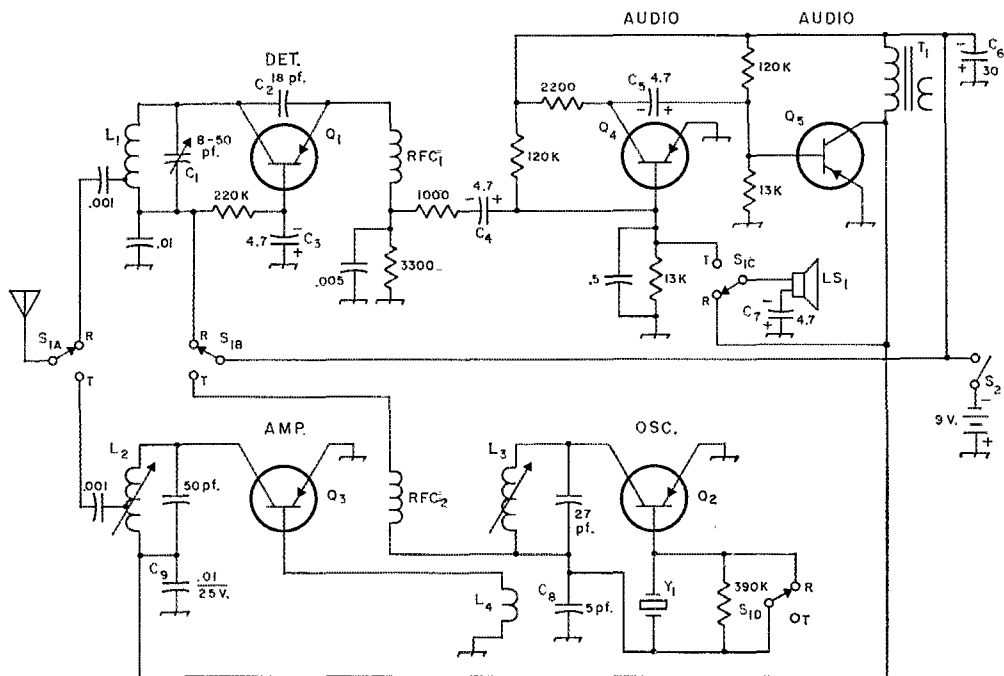 AUDIO
AUDIO
DET.
C2
18 pf.
Q1
L1
8-50
pf.
C1
.001
220K
.01
4.7
C3
RFC1
1000
4.7
C4
.005
3300
2200
C5
4.7
120K
120K
Q4
Q5
13K
T1
C6
30
.5
13K
T
S1C
R
LS1
C7
4.7
S1A
R
T
R
S1B
T
S2
9 V.
AMP.
OSC.
L2
.001
50 pf.
Q3
RFC2
L3
27
pf.
Q2
C9
.01
25 V.
L4
C8
5 pf.
Y1
390K
S1D
R
T